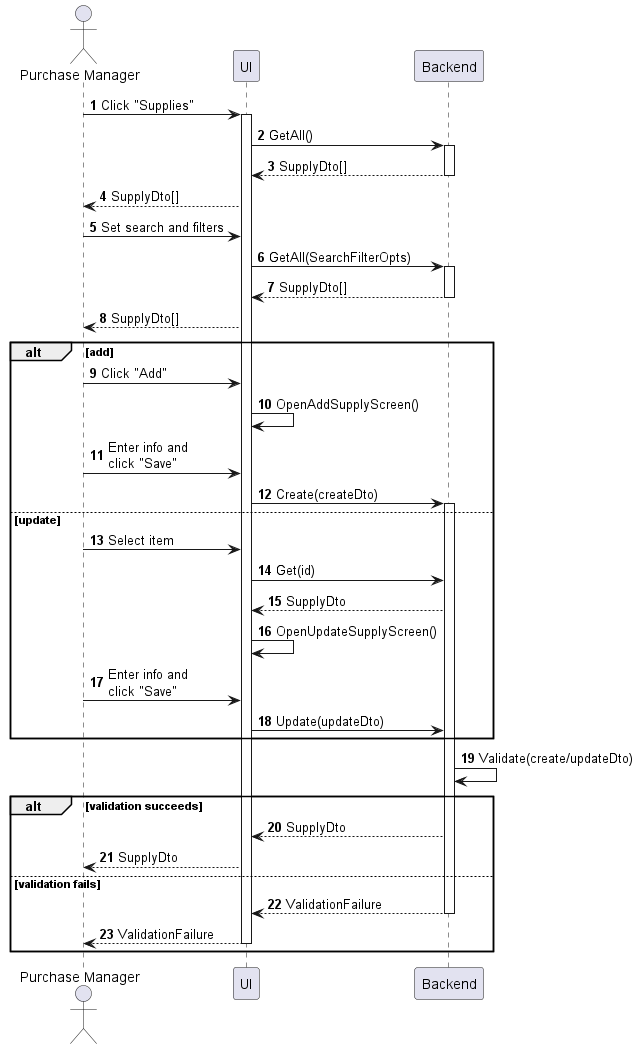 Purchase Manager
UI
Backend
1 Click "Supplies"
2 GetAll()
3 SupplyDto[]
4 SupplyDto[]
5 Set search and filters
6 GetAll(SearchFilterOpts)
7 SupplyDto[]
8 SupplyDto[]
alt [add]
9 Click "Add"
10 OpenAddSupplyScreen()
11 Enter info and
click "Save"
12 Create(createDto)
[update]
13 Select item
14 Get(id)
15 SupplyDto
16 OpenUpdateSupplyScreen()
17 Enter info and
click "Save"
18 Update(updateDto)
19 Validate(create/updateDto)
alt [validation succeeds]
20 SupplyDto
21 SupplyDto
[validation fails]
22 ValidationFailure
23 ValidationFailure
Purchase Manager
UI
Backend